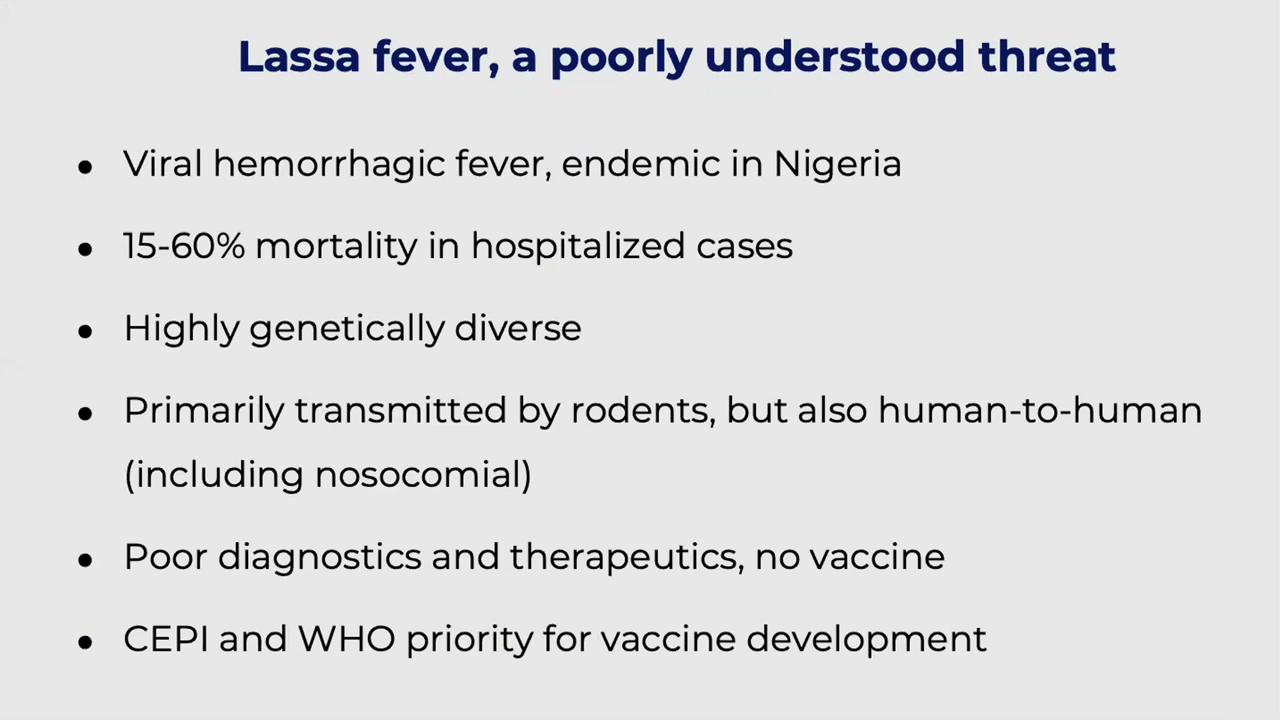 Lassa fever, a poorly understood threat
• Viral hemorrhagic fever, endemic in Nigeria
• 15-60% mortality in hospitalized cases
• Highly genetically diverse
• Primarily transmitted by rodents, but also human-to-human
(including nosocomial)
• Poor diagnostics and therapeutics, no vaccine
• CEPI and WHO priority for vaccine development